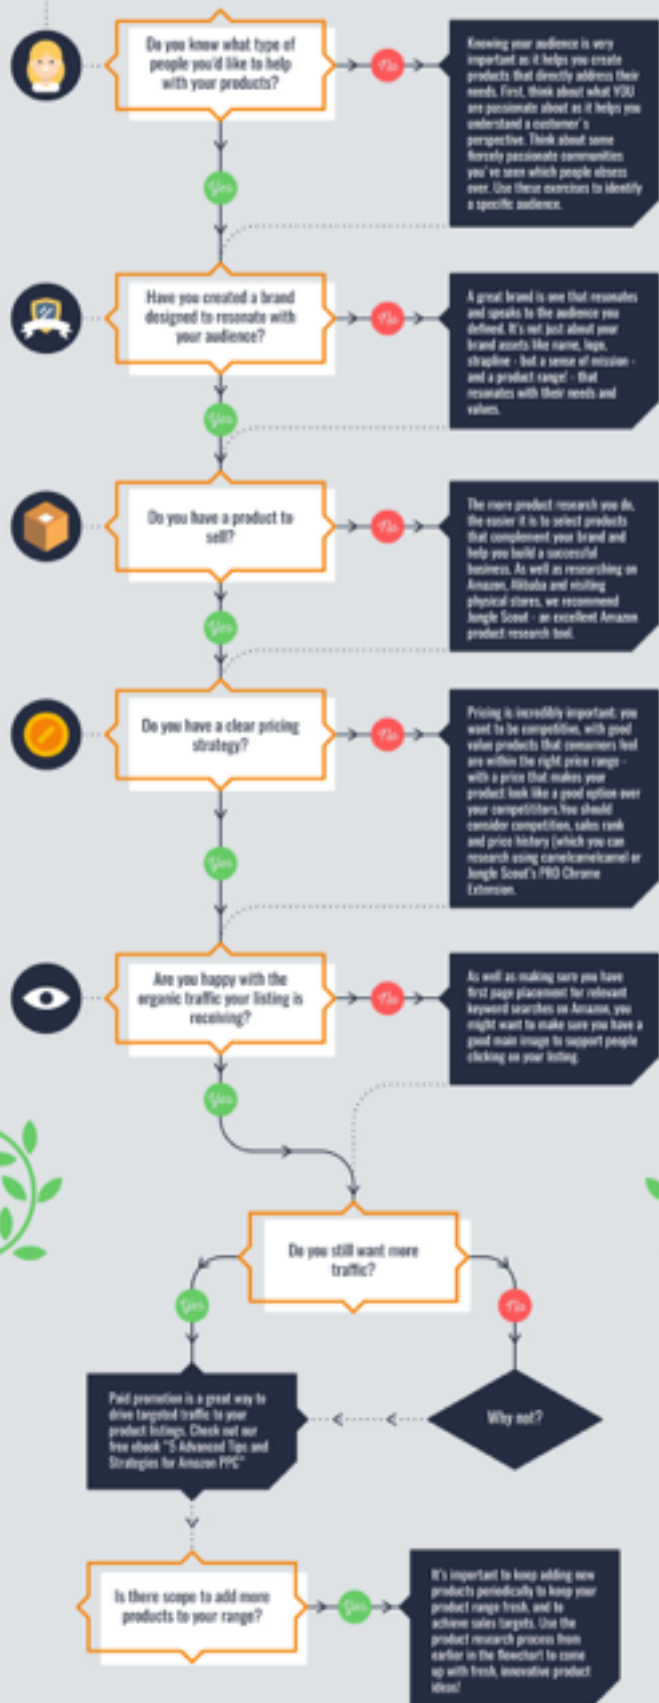 Do you know what type of
people you'd like to help
with your products?
No
Knowing your audience is very
important as it helps you create
products that directly address their
needs. First, think about what YOU
are passionate about as it helps you
understand a customer's
perspective. Think about some
fiercely passionate communities
you've seen which people obsess
over. Use these exercises to identify
a specific audience.
Yes
Have you created a brand
designed to resonate with
your audience?
No
A great brand is one that resonates
and speaks to the audience you
defined. It's not just about your
brand assets like name, logo,
strapline - but a sense of mission -
and a product range! - that
resonates with their needs and
values.
Yes
Do you have a product to
sell?
No
The more product research you do,
the easier it is to select products
that complement your brand and
help you build a successful
business. As well as researching on
Amazon, Alibaba and visiting
physical stores, we recommend
Jungle Scout - an excellent Amazon
product research tool.
Yes
Do you have a clear pricing
strategy?
No
Pricing is incredibly important; you
want to be competitive, with good
value products that consumers feel
are within the right price range -
with a price that makes your
product look like a good option over
your competititors.You should
consider competition, sales rank
and price history (which you can
research using camelcamelcamel or
Jungle Scout's PRO Chrome
Extension.
Yes
Are you happy with the
organic traffic your listing is
receiving?
No
As well as making sure you have
first page placement for relevant
keyword searches on Amazon, you
might want to make sure you have a
good main image to support people
clicking on your listing.
Yes
Do you still want more
traffic?
Yes
No
Paid promotion is a great way to
drive targeted traffic to your
product listings. Check out our
free ebook "5 Advanced Tips and
Strategies for Amazon PPC"
Why not?
Is there scope to add more
products to your range?
Yes
It's important to keep adding new
products periodically to keep your
product range fresh, and to
achieve sales targets. Use the
product research process from
earlier in the flowchart to come
up with fresh, innovative product
ideas!